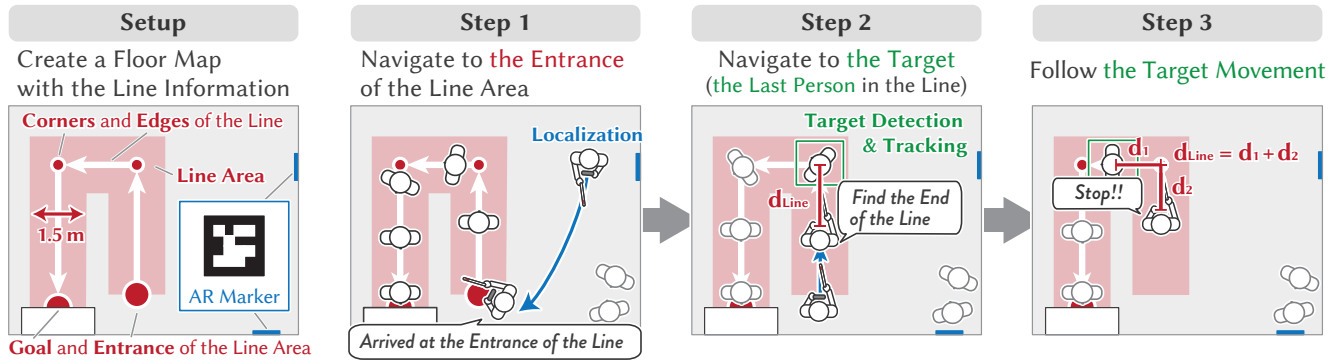 Setup
Create a Floor Map
with the Line Information
Corners and Edges of the Line
Line Area
1.5 m
AR Marker
Goal and Entrance of the Line Area
Step 1
Navigate to the Entrance
of the Line Area
Localization
Arrived at the Entrance of the Line
Step 2
Navigate to the Target
(the Last Person in the Line)
Target Detection
& Tracking
dLine
Find the End
of the Line
Step 3
Follow the Target Movement
d1
dLine = d1 + d2
d2
Stop!!